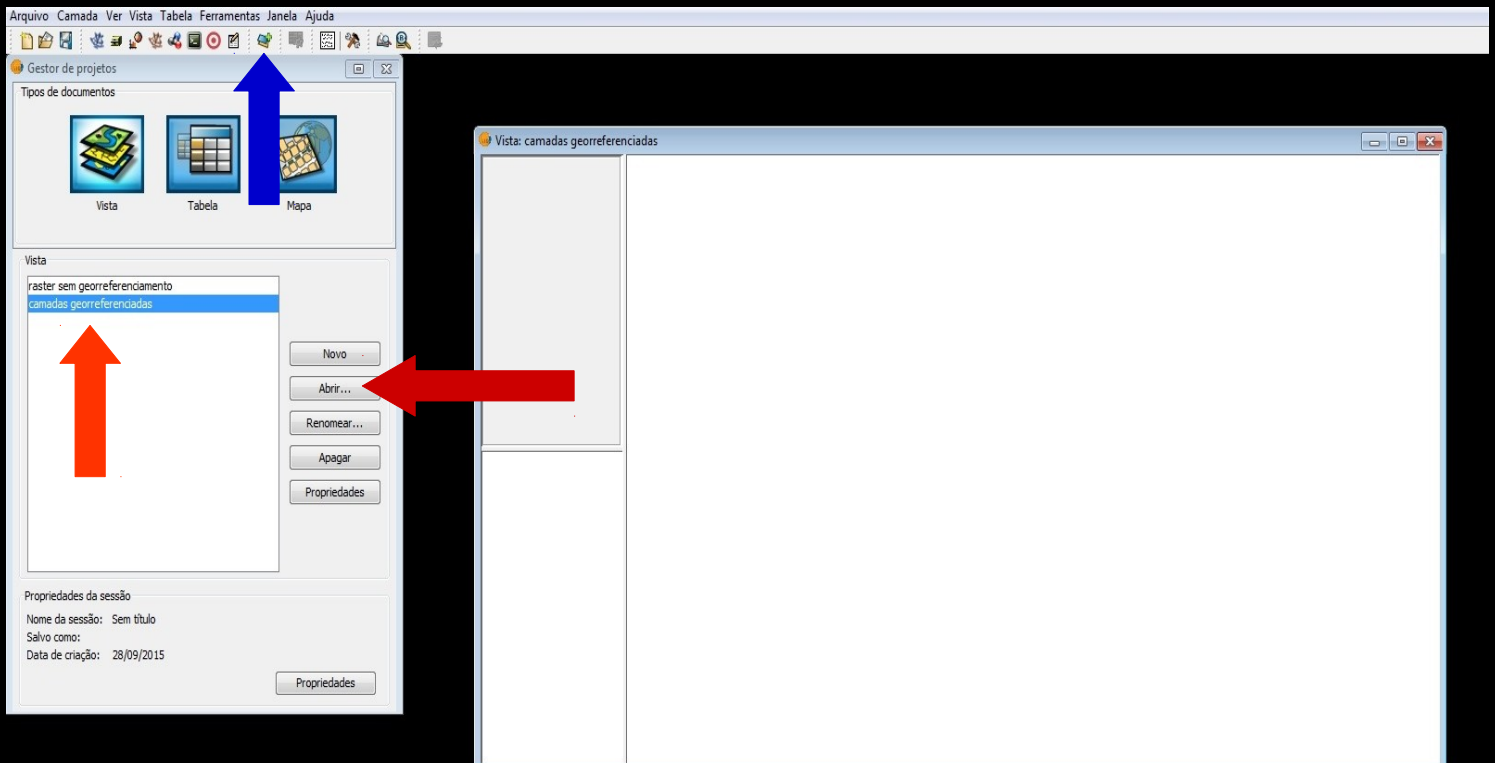 Arquivo Camada Ver Vista Tabela Ferramentas Janela Ajuda
Gestor de projetos
Tipos de documentos
Vista Tabela Mapa
Vista
raster sem georreferenciamento
camadas georreferenciadas
Novo
Abrir...
Renomear...
Apagar
Propriedades
Propriedades da sessão
Nome da sessão: Sem título
Salvo como:
Data de criação: 28/09/2015
Propriedades
Vista: camadas georreferenciadas